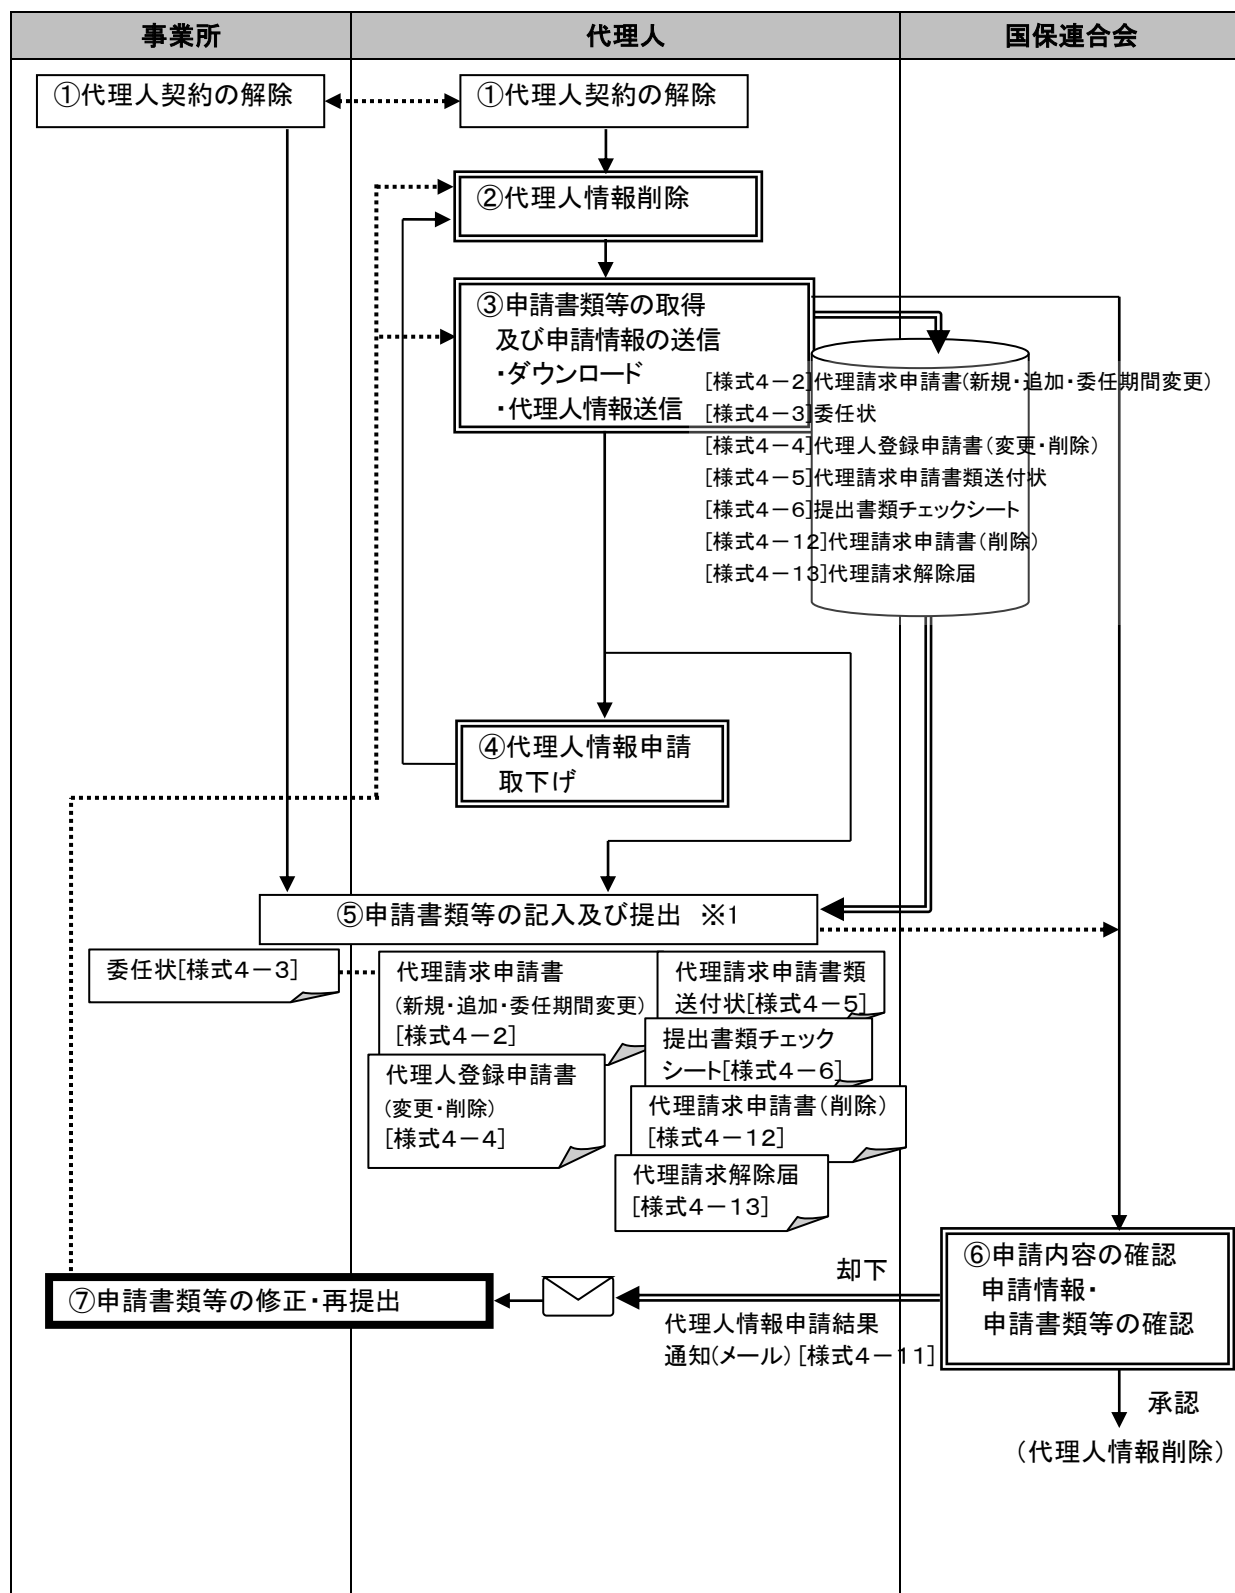 事業所
代理人
国保連合会
①代理人契約の解除
①代理人契約の解除
②代理人情報削除
③申請書類等の取得
及び申請情報の送信
・ダウンロード
・代理人情報送信
[様式4－2]代理請求申請書(新規・追加・委任期間変更)
[様式4－3]委任状
[様式4－4]代理人登録申請書(変更・削除)
[様式4－5]代理請求申請書類送付状
[様式4－6]提出書類チェックシート
[様式4－12]代理請求申請書(削除)
[様式4－13]代理請求解除届
④代理人情報申請
取下げ
⑤申請書類等の記入及び提出 ※1
委任状[様式4－3]
代理請求申請書
(新規・追加・委任期間変更)
[様式4－2]
代理人登録申請書
(変更・削除)
[様式4－4]
代理請求申請書類
送付状[様式4－5]
提出書類チェック
シート[様式4－6]
代理請求申請書(削除)
[様式4－12]
代理請求解除届
[様式4－13]
⑥申請内容の確認
申請情報・
申請書類等の確認
却下
代理人情報申請結果
通知(メール) [様式4－11]
⑦申請書類等の修正・再提出
承認
(代理人情報削除)